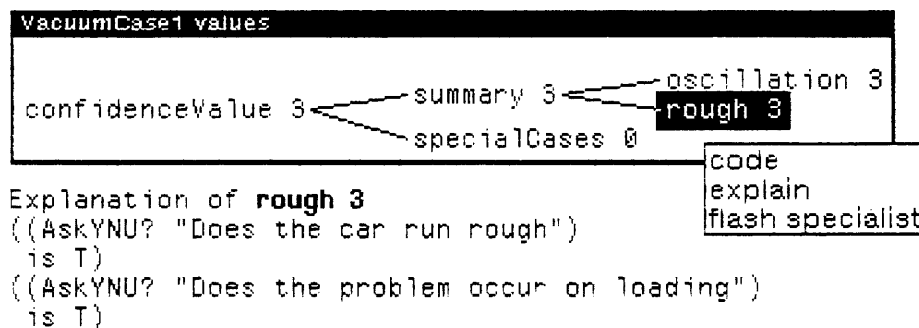 VacuumCase1 values
oscillation 3
summary 3
confidenceValue 3
rough 3
specialCases 0
code
explain
flash specialist
Explanation of rough 3
((AskYNU? "Does the car run rough")
is T)
((AskYNU? "Does the problem occur on loading")
is T)